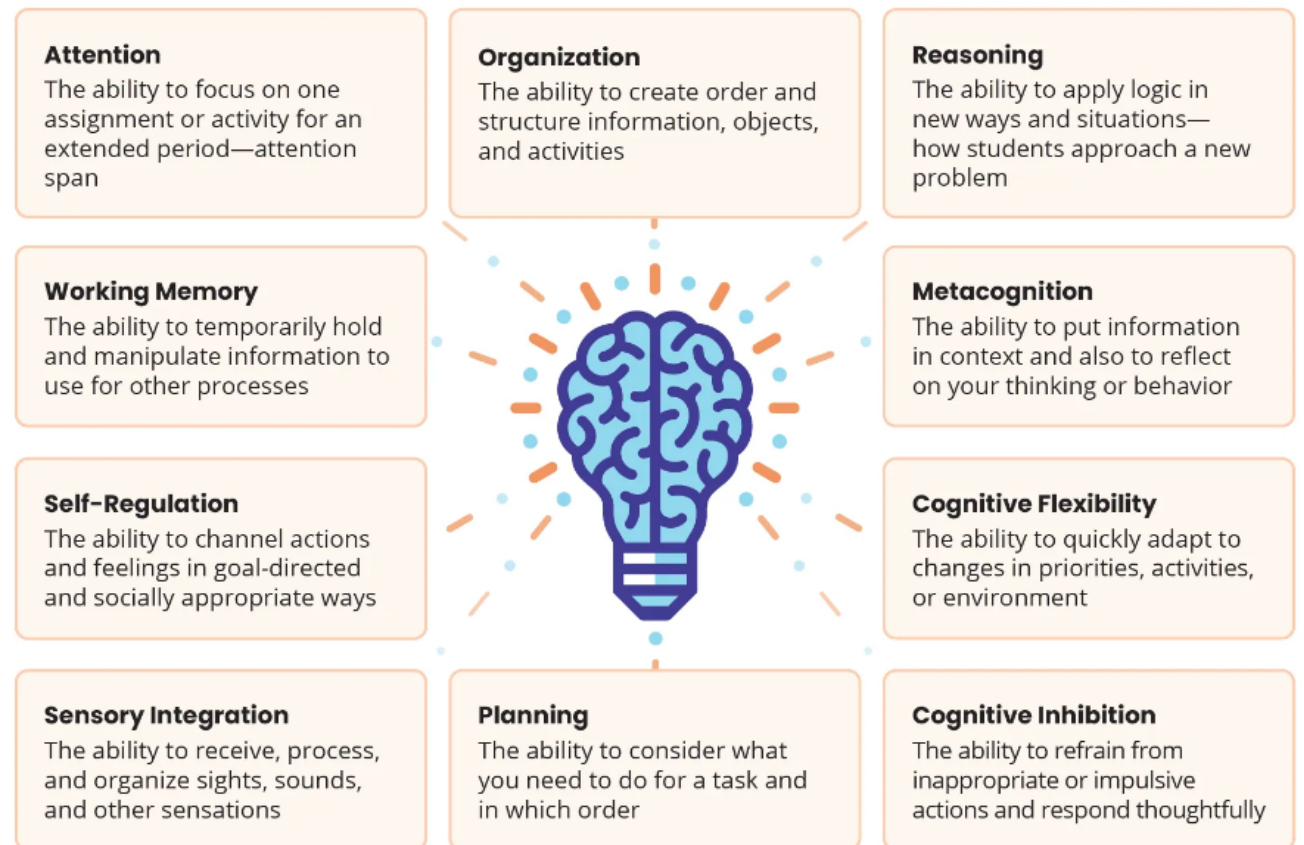 Attention
The ability to focus on one
assignment or activity for an
extended period—attention
span
Organization
The ability to create order and
structure information, objects,
and activities
Reasoning
The ability to apply logic in
new ways and situations—
how students approach a new
problem
Working Memory
The ability to temporarily hold
and manipulate information to
use for other processes
Metacognition
The ability to put information
in context and also to reflect
on your thinking or behavior
Self-Regulation
The ability to channel actions
and feelings in goal-directed
and socially appropriate ways
Cognitive Flexibility
The ability to quickly adapt to
changes in priorities, activities,
or environment
Sensory Integration
The ability to receive, process,
and organize sights, sounds,
and other sensations
Planning
The ability to consider what
you need to do for a task and
in which order
Cognitive Inhibition
The ability to refrain from
inappropriate or impulsive
actions and respond thoughtfully